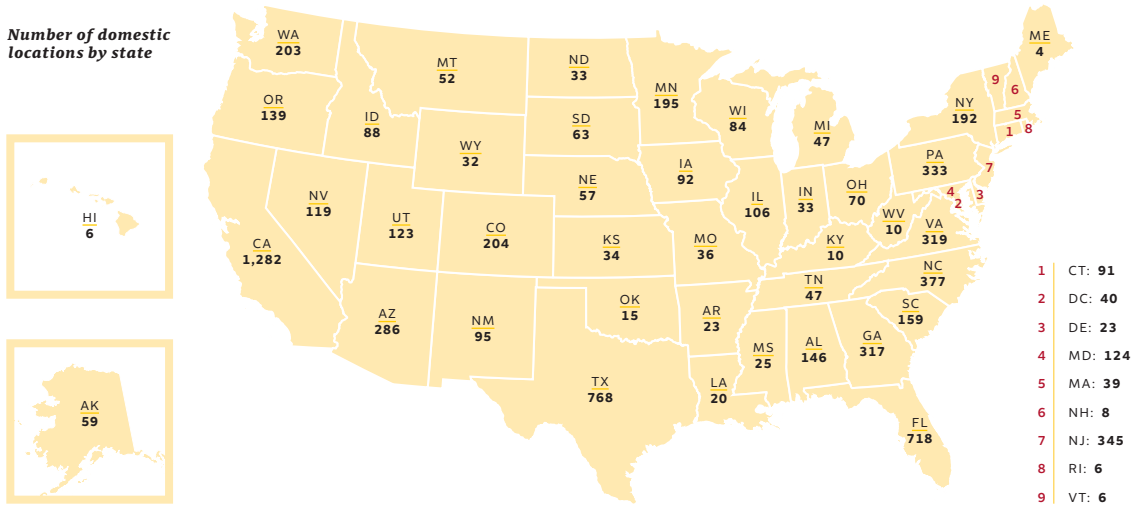 Number of domestic
locations by state
WA
203
OR
139
ID
88
MT
52
ND
33
SD
63
WY
32
NE
57
MN
195
WI
84
MI
47
IA
92
IL
106
IN
33
OH
70
NY
192
PA
333
ME
4
9
6
5
1
8
7
4
2
3
NV
119
UT
123
CO
204
KS
34
MO
36
KY
10
WV
10
VA
319
CA
1,282
AZ
286
NM
95
OK
15
AR
23
TN
47
NC
377
SC
159
TX
768
LA
20
MS
25
AL
146
GA
317
FL
718
HI
6
AK
59
1 CT: 91
2 DC: 40
3 DE: 23
4 MD: 124
5 MA: 39
6 NH: 8
7 NJ: 345
8 RI: 6
9 VT: 6